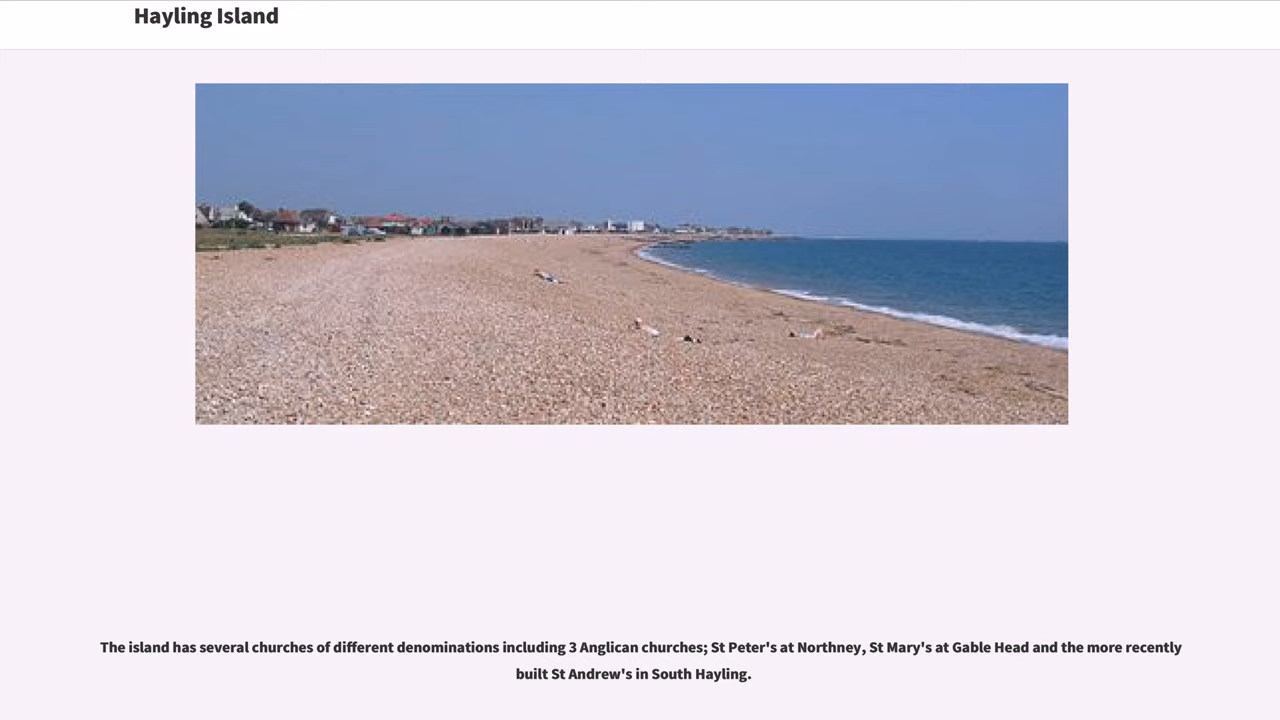 Hayling Island
The island has several churches of different denominations including 3 Anglican churches; St Peter's at Northney, St Mary's at Gable Head and the more recently
built St Andrew's in South Hayling.